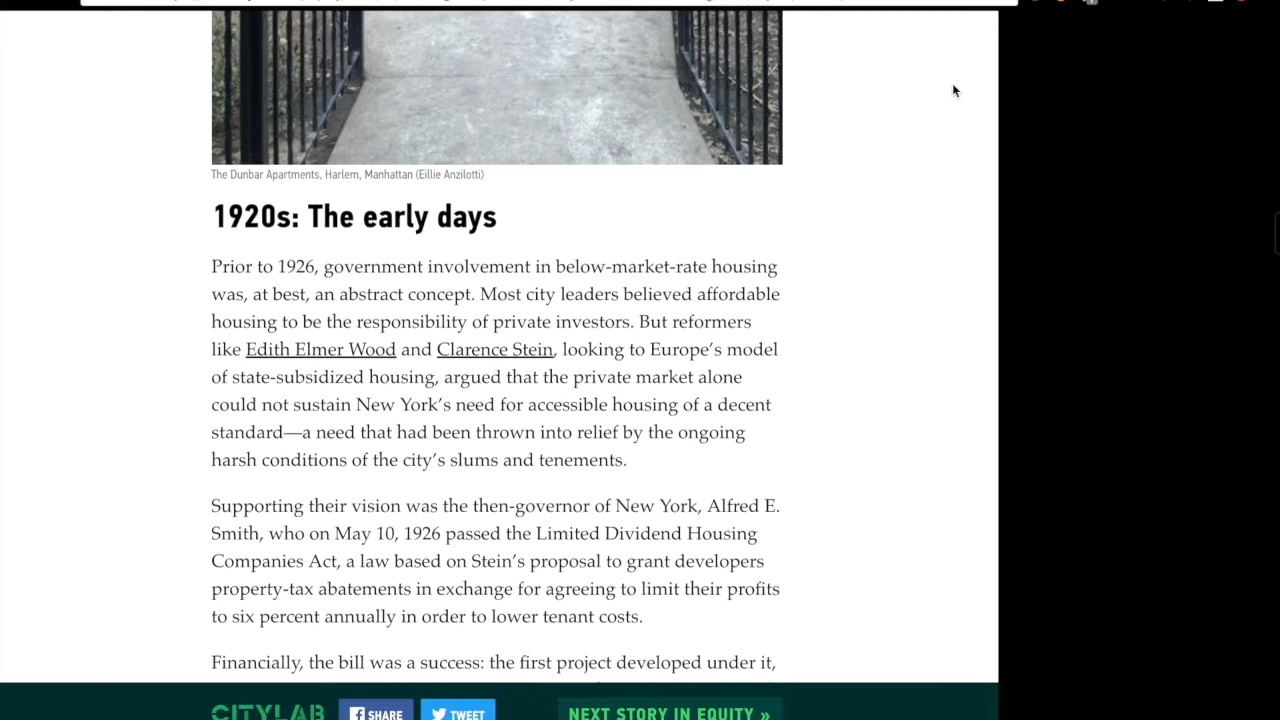 The Dunbar Apartments, Harlem, Manhattan (Eillie Anzilotti)
1920s: The early days
Prior to 1926, government involvement in below-market-rate housing
was, at best, an abstract concept. Most city leaders believed affordable
housing to be the responsibility of private investors. But reformers
like Edith Elmer Wood and Clarence Stein, looking to Europe’s model
of state-subsidized housing, argued that the private market alone
could not sustain New York’s need for accessible housing of a decent
standard—a need that had been thrown into relief by the ongoing
harsh conditions of the city’s slums and tenements.
Supporting their vision was the then-governor of New York, Alfred E.
Smith, who on May 10, 1926 passed the Limited Dividend Housing
Companies Act, a law based on Stein’s proposal to grant developers
property-tax abatements in exchange for agreeing to limit their profits
to six percent annually in order to lower tenant costs.
Financially, the bill was a success: the first project developed under it,
CITYLAB SHARE TWEET NEXT STORY IN EQUITY »